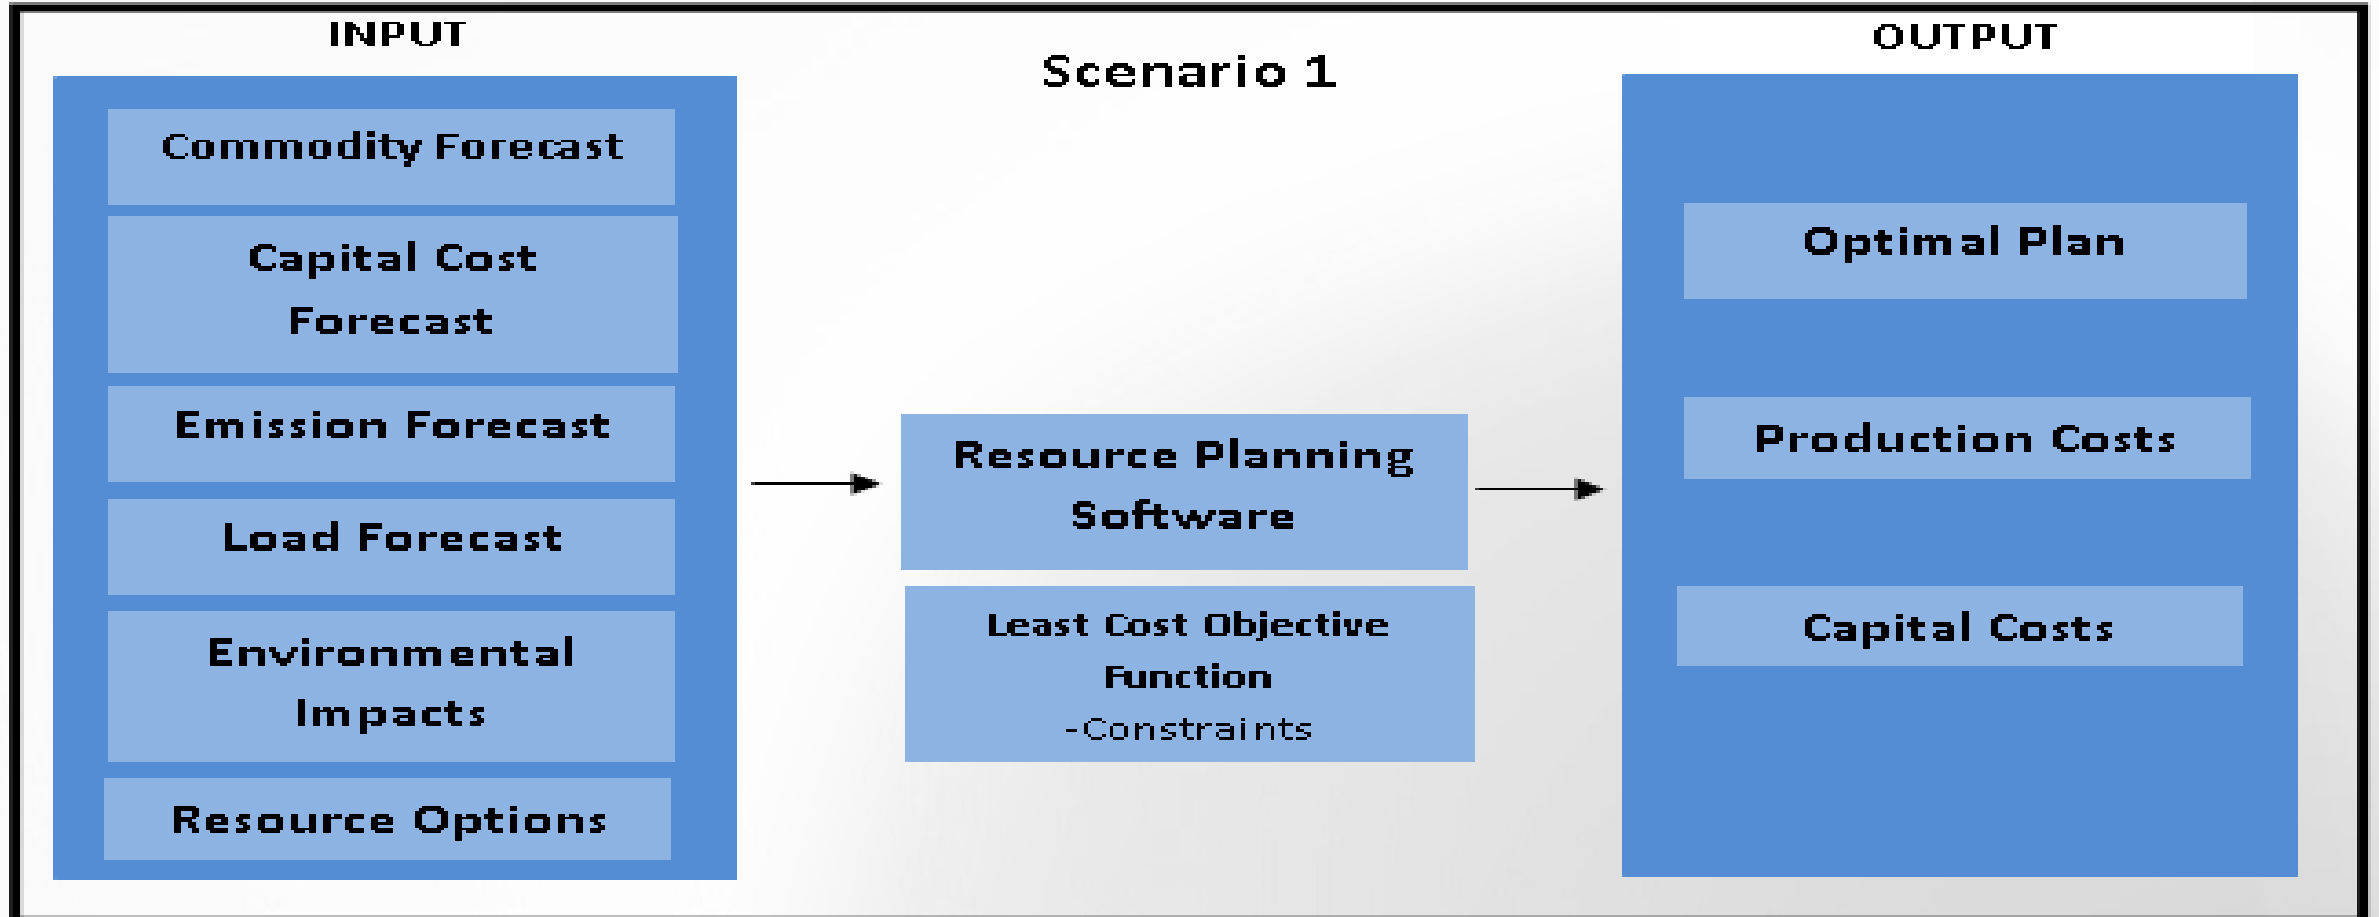 INPUT
Scenario 1
OUTPUT
Commodity Forecast
Capital Cost
Forecast
Emission Forecast
Load Forecast
Environmental
Impacts
Resource Options
Resource Planning
Software
Least Cost Objective
Function
-Constraints
Optimal Plan
Production Costs
Capital Costs